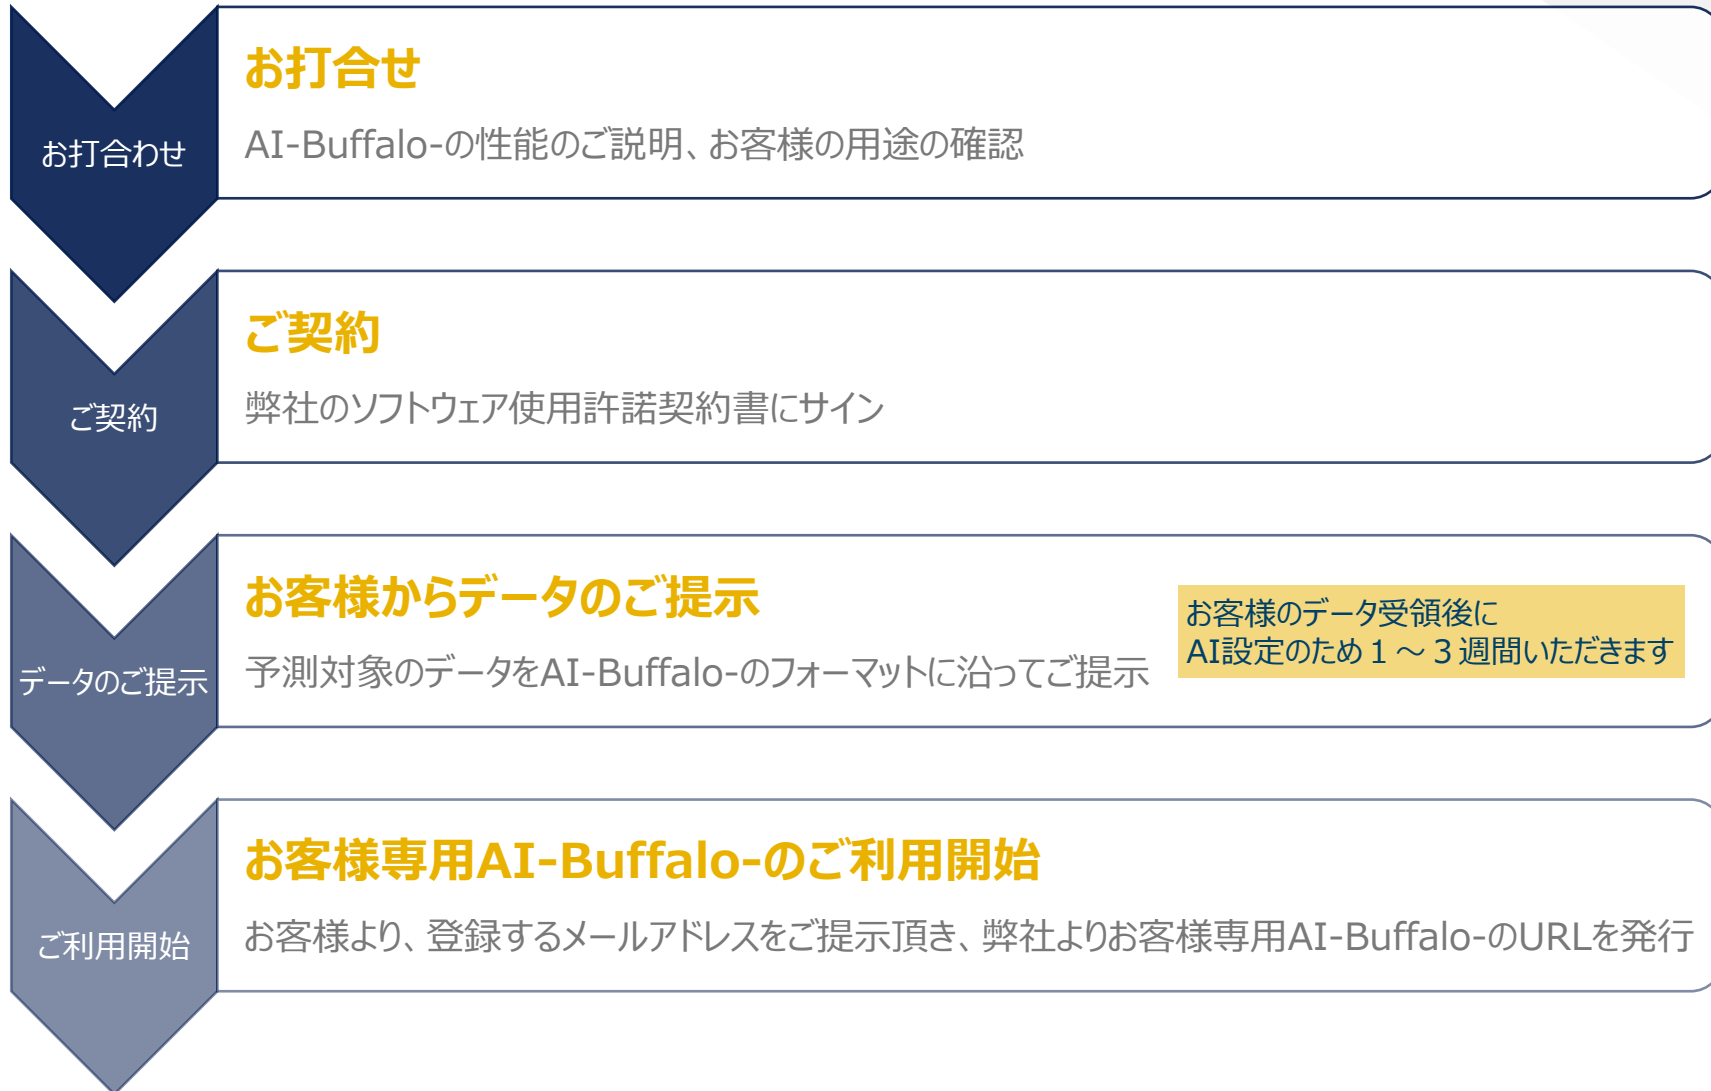 お打合わせ
お打合せ
AI-Buffalo-の性能のご説明、お客様の用途の確認
ご契約
ご契約
弊社のソフトウェア使用許諾契約書にサイン
データのご提示
お客様からデータのご提示
予測対象のデータをAI-Buffalo-のフォーマットに沿ってご提示
お客様のデータ受領後に
AI設定のため１～３週間いただきます
ご利用開始
お客様専用AI-Buffalo-のご利用開始
お客様より、登録するメールアドレスをご提示頂き、弊社よりお客様専用AI-Buffalo-のURLを発行